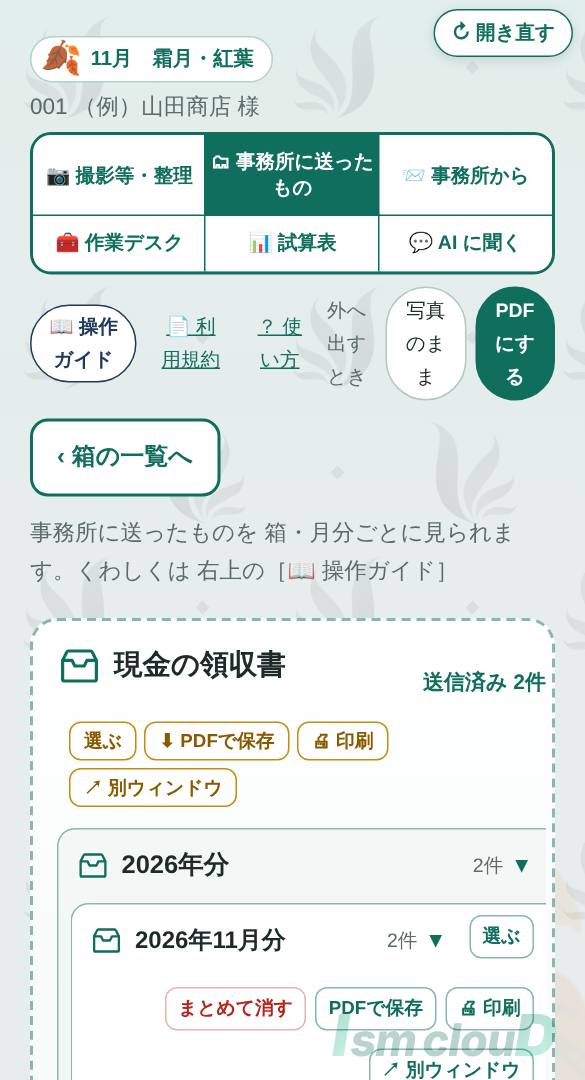 ↻ 開き直す
11月　霜月・紅葉
001 （例）山田商店 様
📷 撮影等・整理
🗂 事務所に送った
もの
📨 事務所から
🧰 作業デスク
📊 試算表
💬 AI に聞く
📖 操作
ガイド
📄 利
用規約
？ 使
い方
外へ
出す
とき
写真
のま
ま
PDF
にす
る
‹ 箱の一覧へ
事務所に送ったものを 箱・月分ごとに見られま
す。くわしくは 右上の［📖 操作ガイド］
現金の領収書
送信済み 2件
選ぶ
⬇ PDFで保存
🖨 印刷
↗ 別ウィンドウ
2026年分
2件 ▼
2026年11月分
2件 ▼
選ぶ
まとめて消す
PDFで保存
🖨 印刷
Ism clouD
↗ 別ウィンドウ